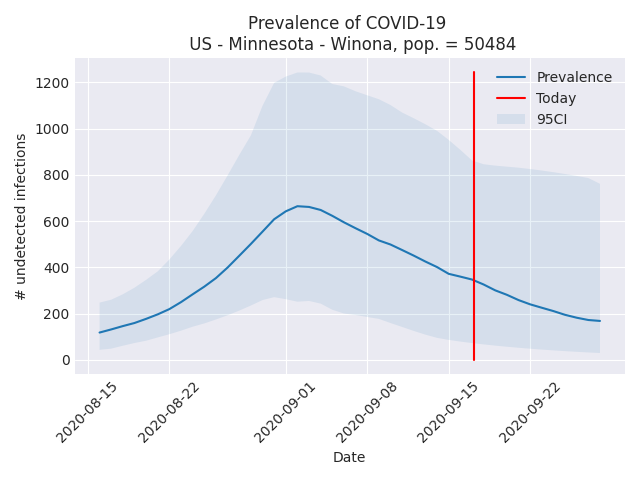 Prevalence of COVID-19
US - Minnesota - Winona, pop. = 50484
1200
1000
800
600
400
200
0
# undetected infections
Prevalence
Today
95CI
2020-08-15
2020-08-22
2020-09-01
2020-09-08
2020-09-15
2020-09-22
Date